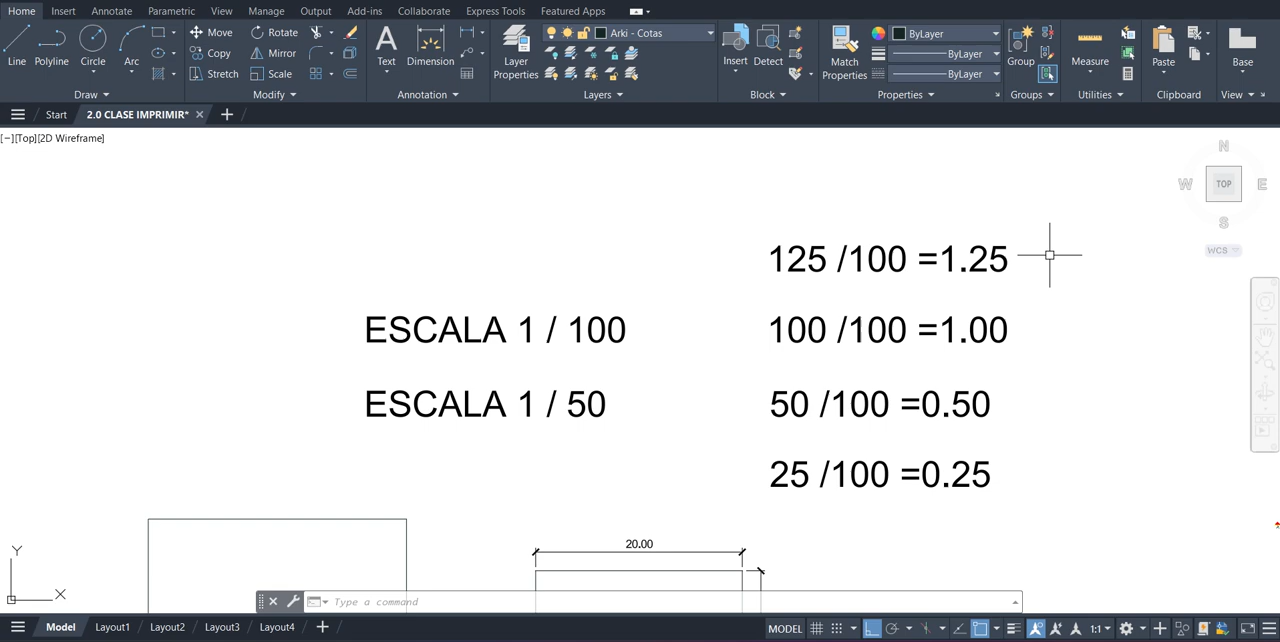 Home Insert Annotate Parametric View Manage Output Add-ins Collaborate Express Tools Featured Apps
Line Polyline Circle Arc
Move Rotate
Copy Mirror
Stretch Scale
Text Dimension
Layer Properties
Arki - Cotas
Insert Detect
Match Properties
ByLayer
ByLayer
ByLayer
Group Measure Paste Base
Draw Modify Annotation Layers Block Properties Groups Utilities Clipboard View
Start 2.0 CLASE IMPRIMIR*
[−][Top][2D Wireframe]
N
W TOP E
S
WCS
125 /100 =1.25
ESCALA 1 / 100 100 /100 =1.00
ESCALA 1 / 50 50 /100 =0.50
25 /100 =0.25
20.00
Y
X
Type a command
Model Layout1 Layout2 Layout3 Layout4 MODEL 1:1